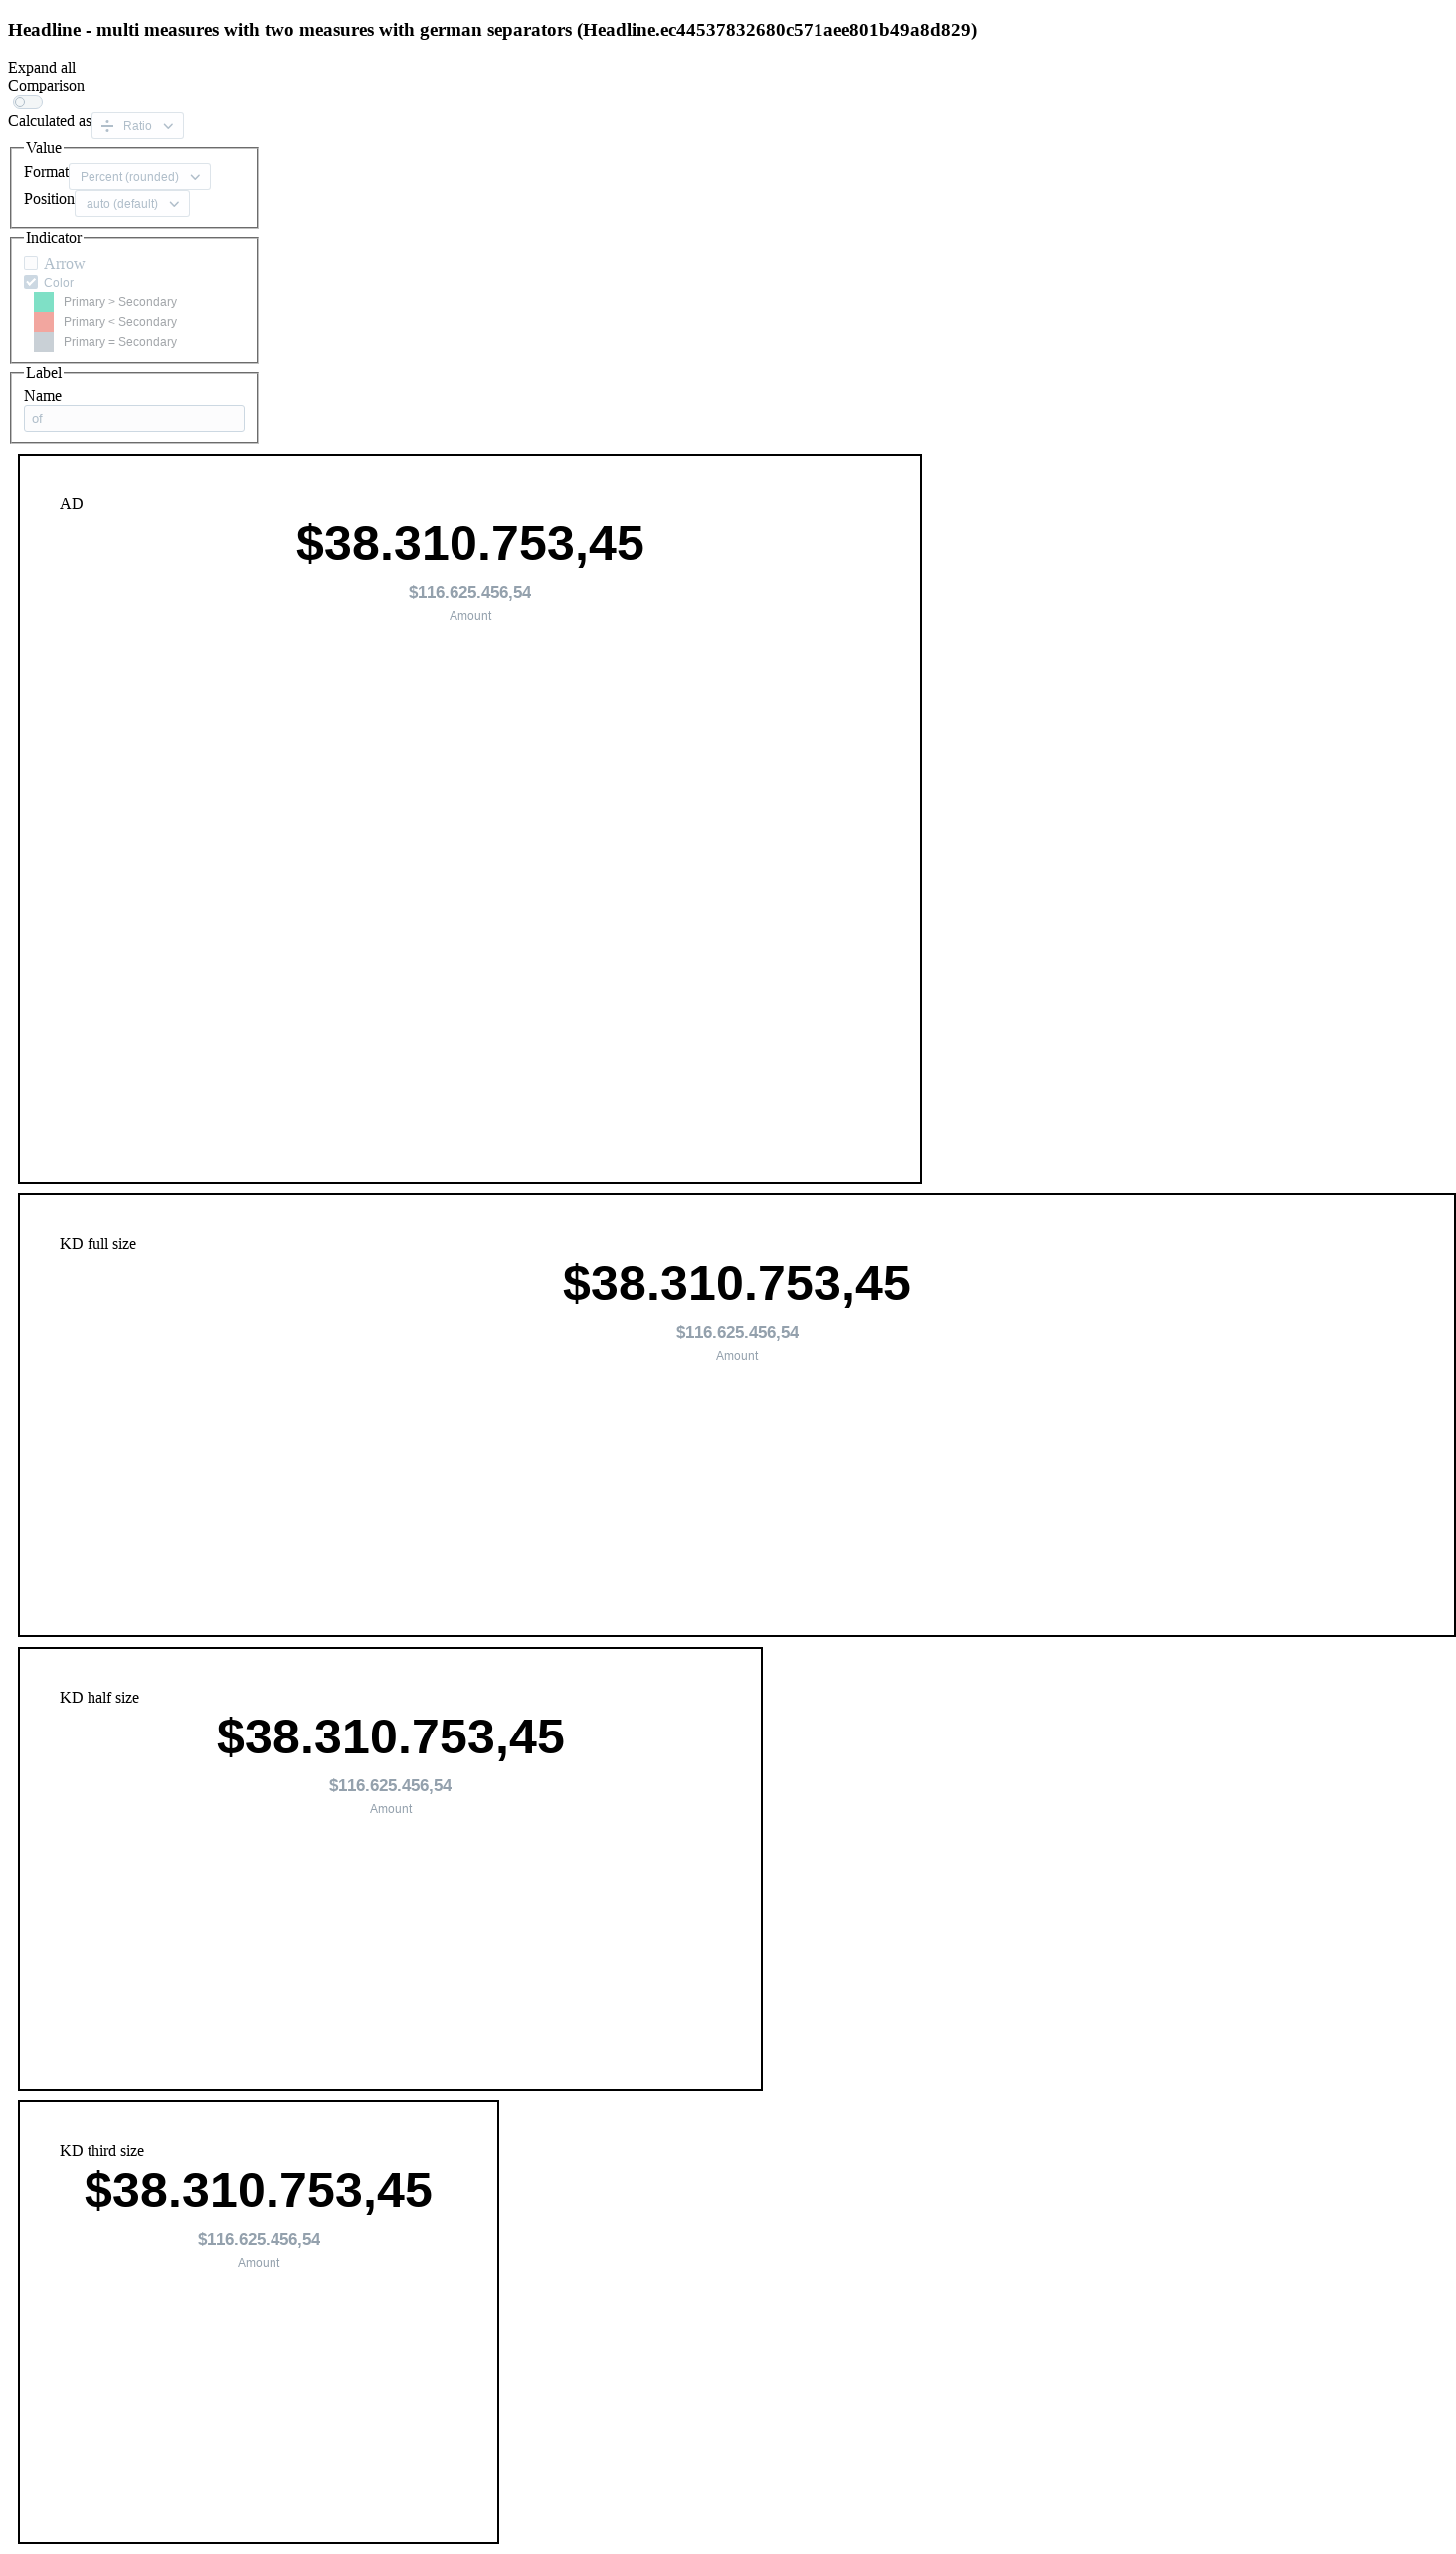 Headline - multi measures with two measures with german separators (Headline.ec44537832680c571aee801b49a8d829)
Expand all
Comparison
Calculated as Ratio
Value
Format Percent (rounded)
Position auto (default)
Indicator
Arrow
Color
Primary > Secondary
Primary < Secondary
Primary = Secondary
Label
Name
of
AD
$38.310.753,45
$116.625.456,54
Amount
KD full size
$38.310.753,45
$116.625.456,54
Amount
KD half size
$38.310.753,45
$116.625.456,54
Amount
KD third size
$38.310.753,45
$116.625.456,54
Amount